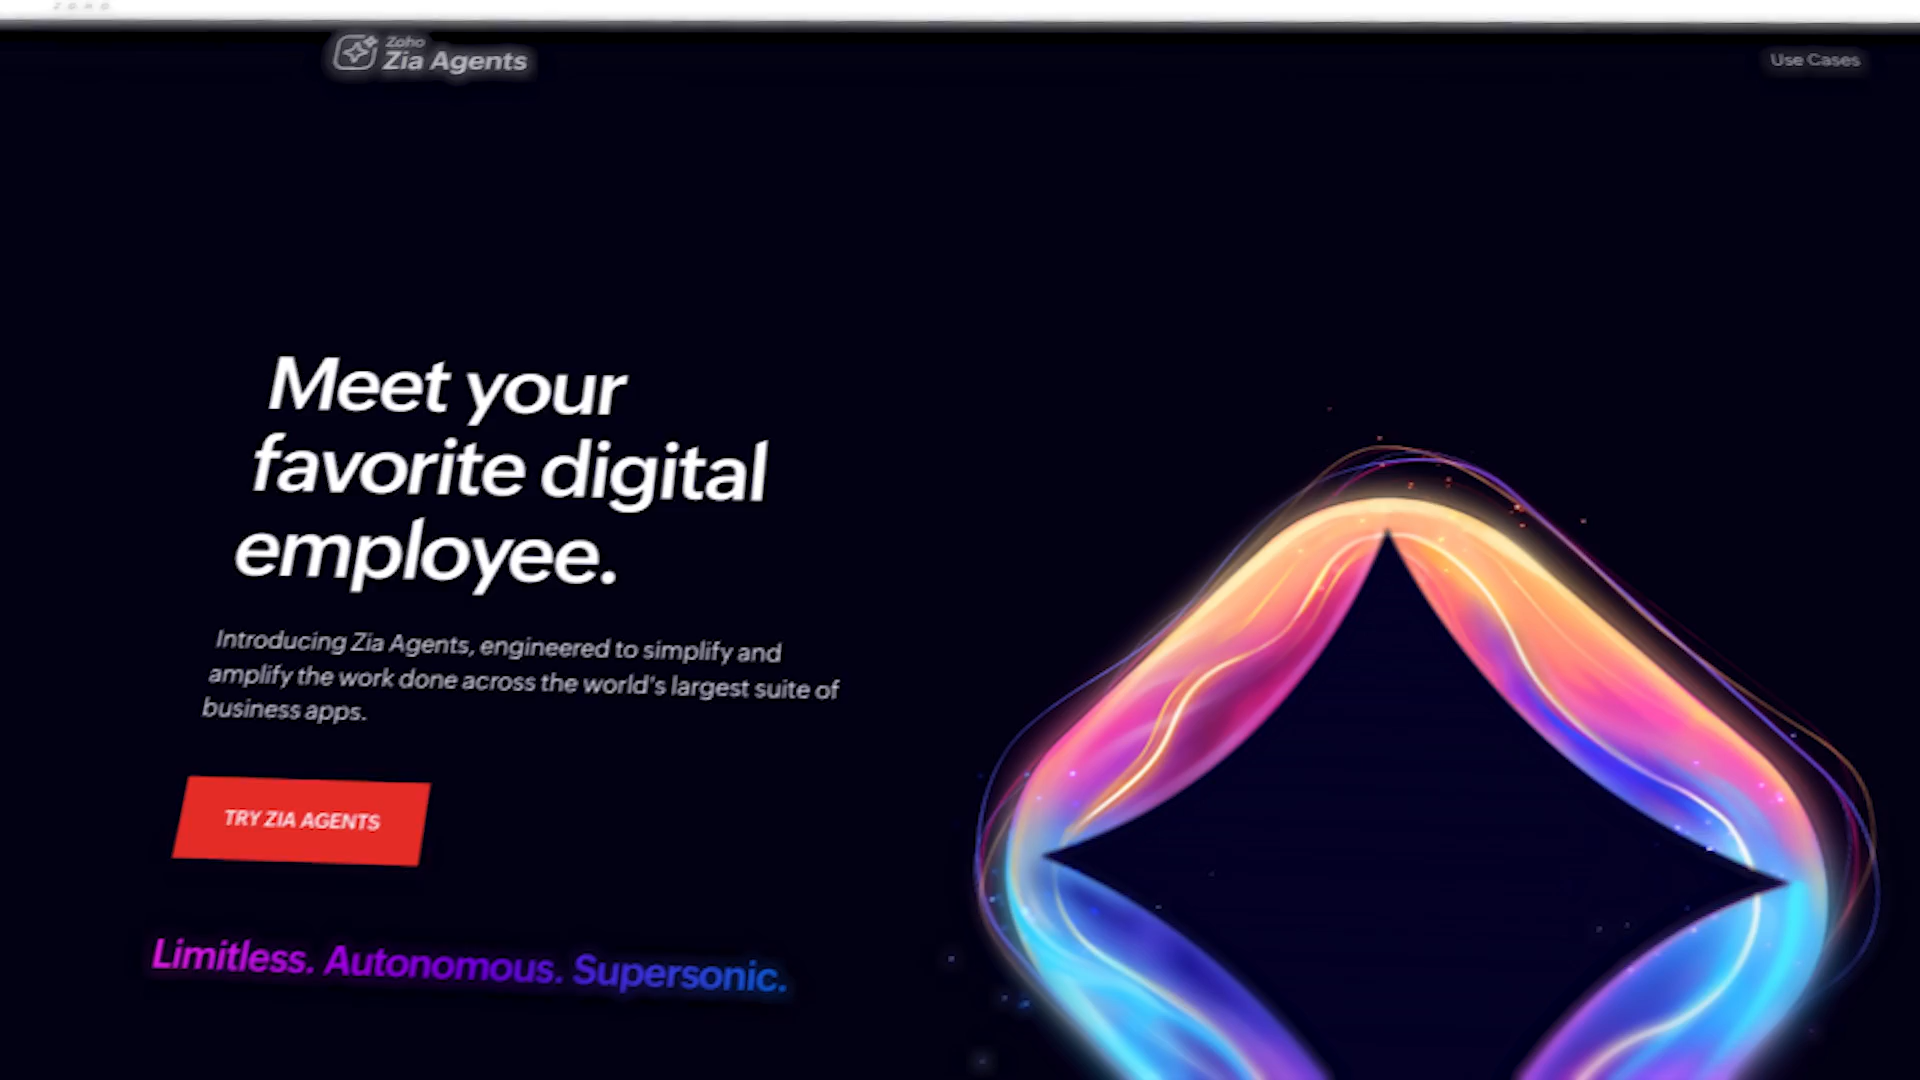 ZOHO
Zoho
Zia Agents
Use Cases
Meet your
favorite digital
employee.
Introducing Zia Agents, engineered to simplify and
amplify the work done across the world's largest suite of
business apps.
TRY ZIA AGENTS
Limitless. Autonomous. Supersonic.